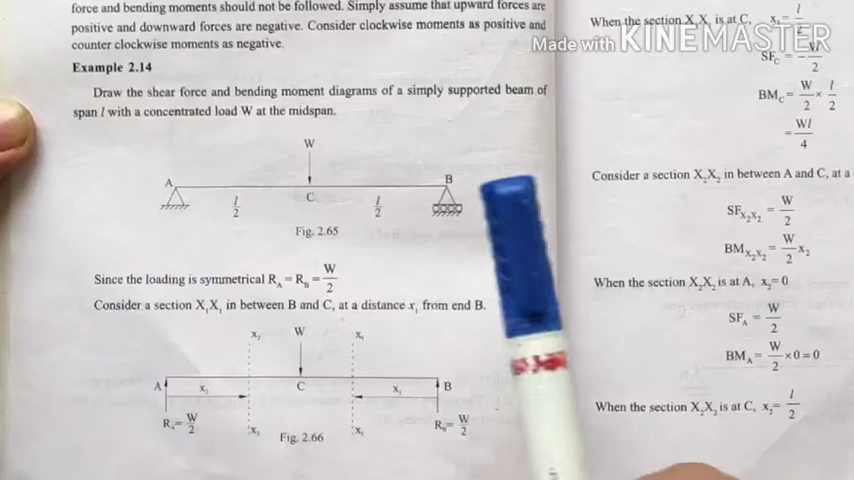 force and bending moments should not be followed. Simply assume that upward forces are
positive and downward forces are negative. Consider clockwise moments as positive and
counter clockwise moments as negative.
Example 2.14
Draw the shear force and bending moment diagrams of a simply supported beam of
span l with a concentrated load W at the midspan.
W
A B
l/2 C l/2
Fig. 2.65
Since the loading is symmetrical R_A = R_B = W/2
Consider a section X₁X₁ in between B and C, at a distance x₁ from end B.
x₂ W x₁
A C B
x₁ x₁
R_A = W/2 x₂ Fig. 2.66 x₁ R_B = W/2
When the section X₁X₁ is at C, x₁ = l/2
Made with KINEMASTER
SF_C = - W/2
BM_C = W/2 × l/2
= Wl/4
Consider a section X₂X₂ in between A and C, at a
SF_X₂X₂ = W/2
BM_X₂X₂ = W/2 x₂
When the section X₂X₂ is at A, x₂=0
SF_A = W/2
BM_A = W/2 ×0 = 0
When the section X₂X₂ is at C, x₂= l/2